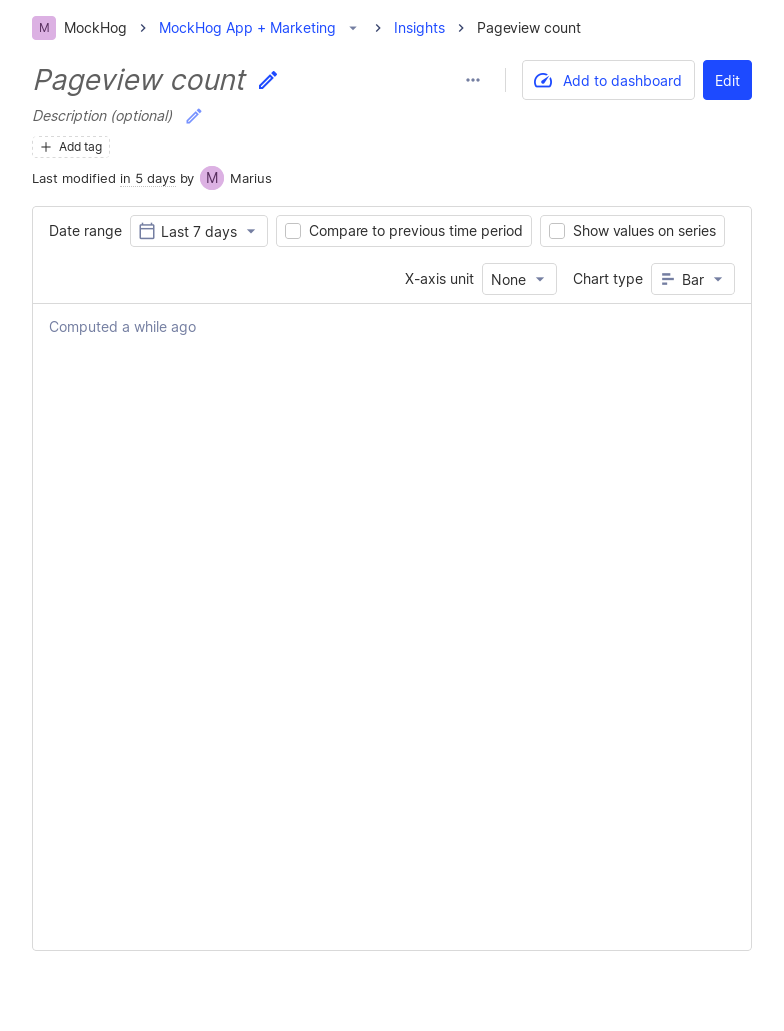 M MockHog MockHog App + Marketing Insights Pageview count
Pageview count
Add to dashboard Edit
Description (optional)
Add tag
Last modified in 5 days by M Marius
Date range Last 7 days Compare to previous time period Show values on series
X-axis unit None Chart type Bar
Computed a while ago